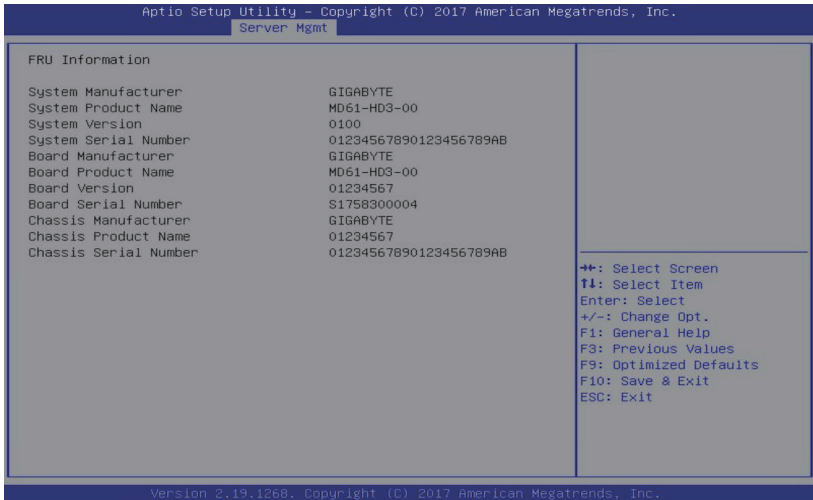 Aptio Setup Utility – Copyright (C) 2017 American Megatrends, Inc.
Server Mgmt
FRU Information
System Manufacturer GIGABYTE
System Product Name MD61-HD3-00
System Version 0100
System Serial Number 01234567890123456789AB
Board Manufacturer GIGABYTE
Board Product Name MD61-HD3-00
Board Version 01234567
Board Serial Number S1758300004
Chassis Manufacturer GIGABYTE
Chassis Product Name 01234567
Chassis Serial Number 01234567890123456789AB
→←: Select Screen
↑↓: Select Item
Enter: Select
+/-: Change Opt.
F1: General Help
F3: Previous Values
F9: Optimized Defaults
F10: Save & Exit
ESC: Exit
Version 2.19.1268. Copyright (C) 2017 American Megatrends, Inc.